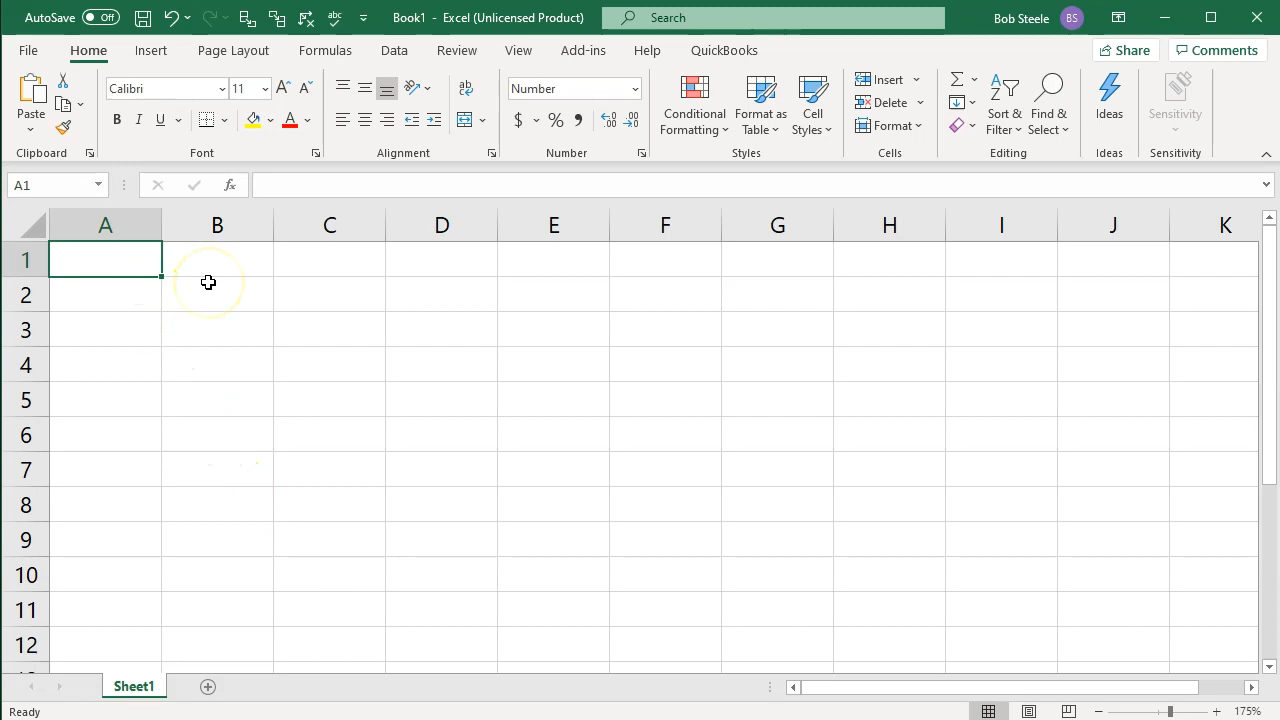 AutoSave Off Book1 - Excel (Unlicensed Product) Search Bob Steele BS
File Home Insert Page Layout Formulas Data Review View Add-ins Help QuickBooks Share Comments
Paste
Calibri 11
B I U
Number
$ %
Conditional Formatting
Format as Table
Cell Styles
Insert
Delete
Format
Sort & Filter
Find & Select
Ideas
Sensitivity
Clipboard Font Alignment Number Styles Cells Editing Ideas Sensitivity
A1 fx
A B C D E F G H I J K
1
2
3
4
5
6
7
8
9
10
11
12
Sheet1
Ready 175%